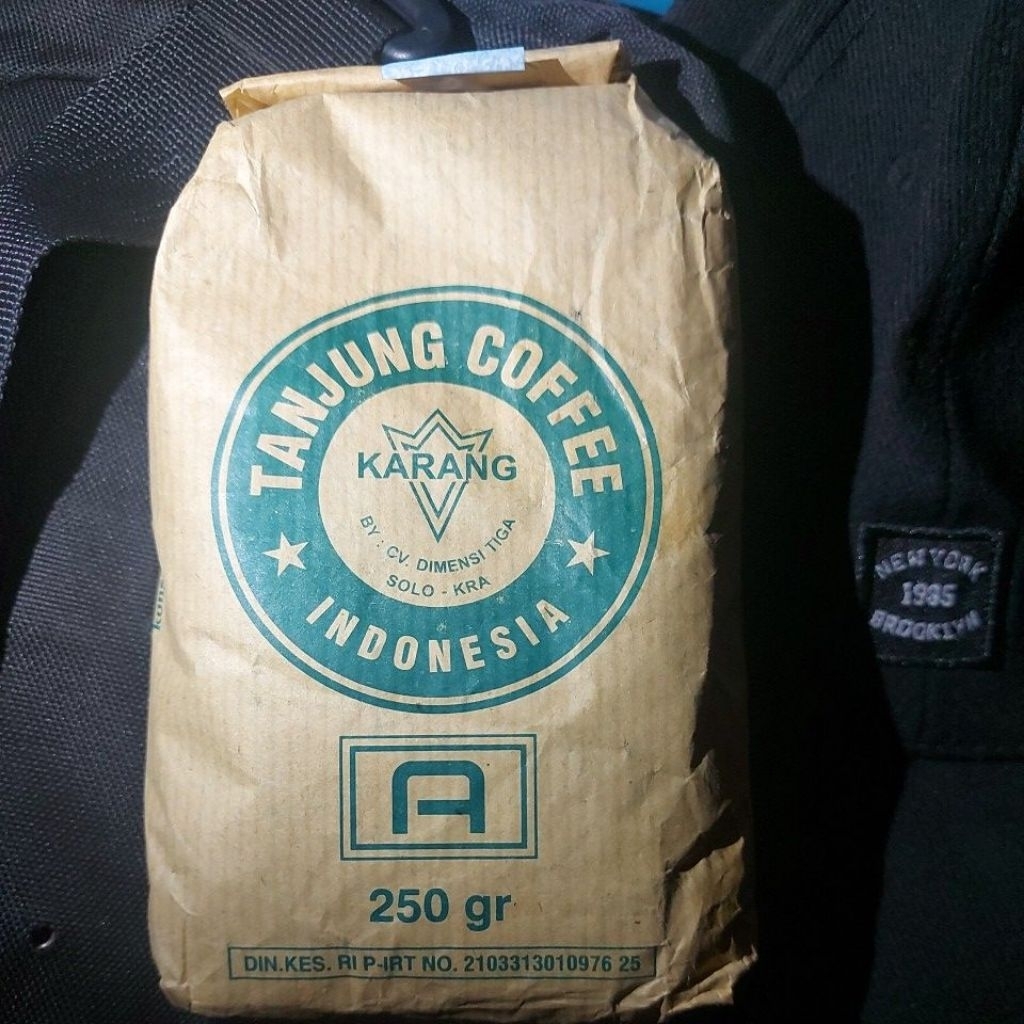 TANJUNG COFFEE
KARANG
BY : CV. DIMENSI TIGA
SOLO - KRA
INDONESIA
A
250 gr
DIN.KES. RI P-IRT NO. 2103313010976 25
NEW YORK
1985
BROOKLYN